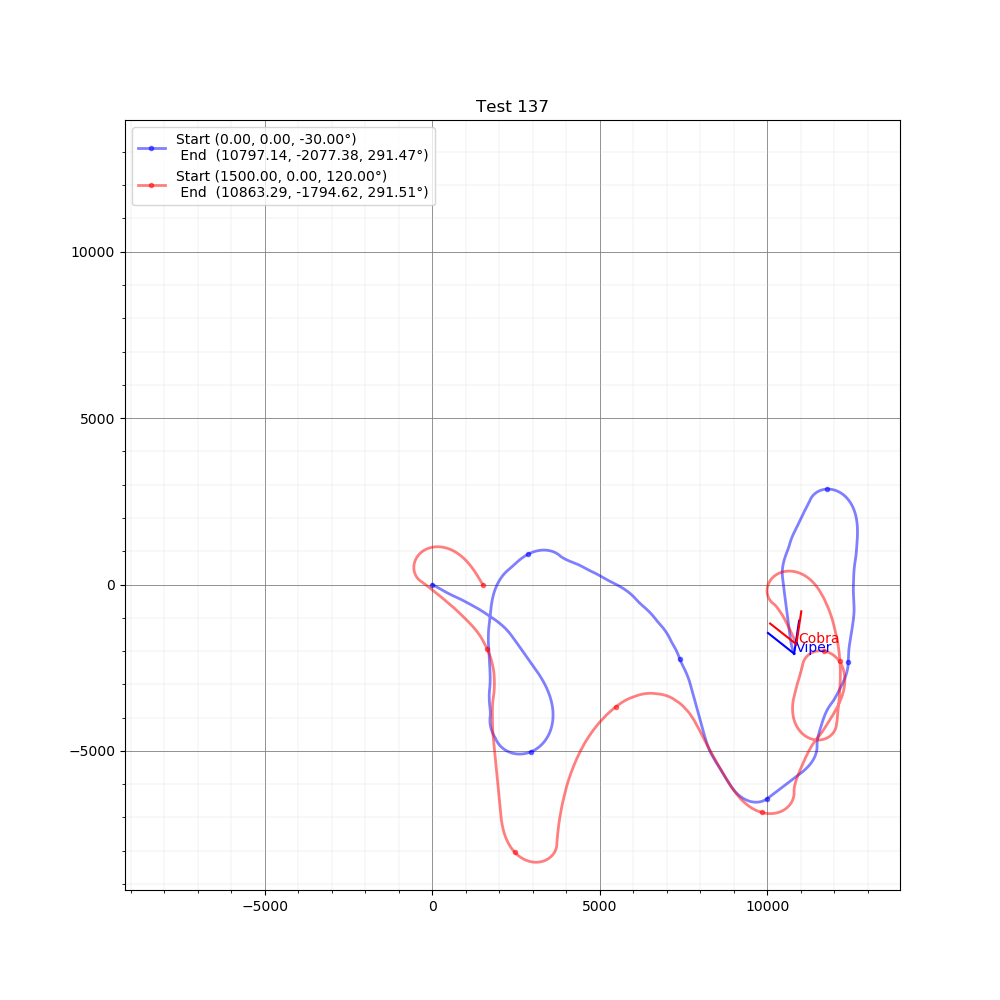 Test 137
Start (0.00, 0.00, -30.00°)
End  (10797.14, -2077.38, 291.47°)
Start (1500.00, 0.00, 120.00°)
End  (10863.29, -1794.62, 291.51°)
10000
5000
0
−5000
Cobra
Viper
−5000
0
5000
10000